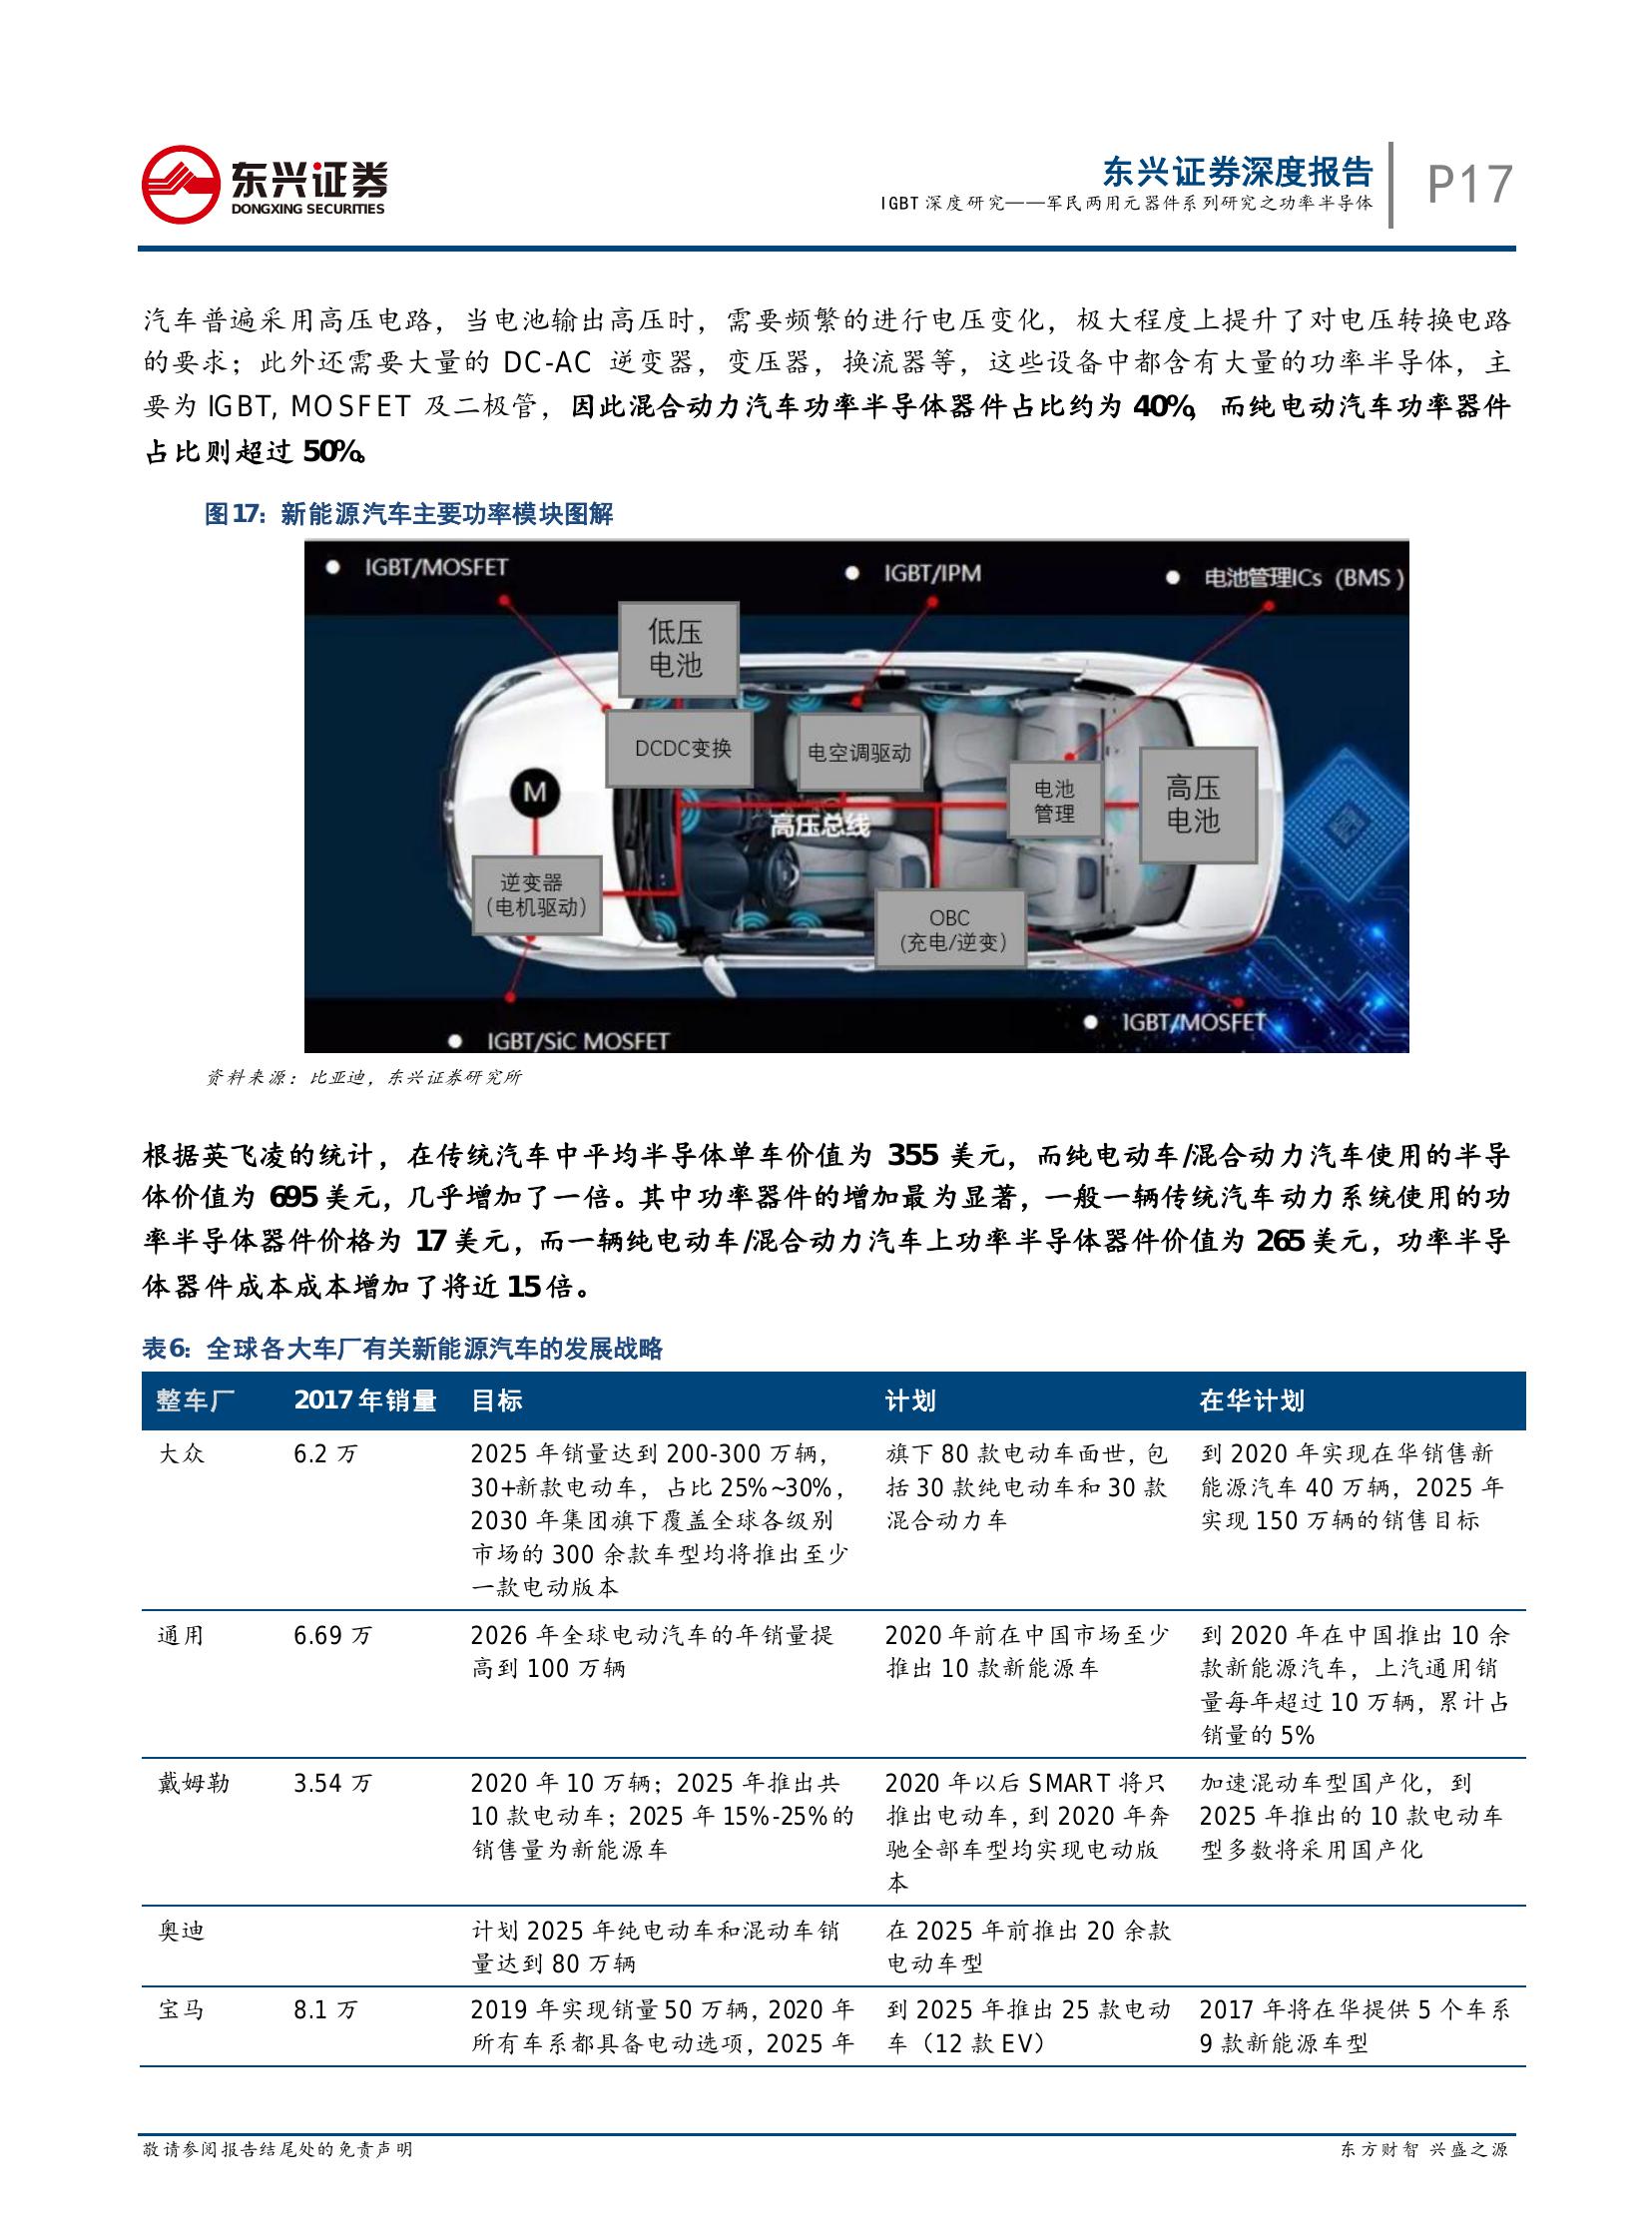 东兴证券
DONGXING SECURITIES
东兴证券深度报告
IGBT 深度研究——军民两用元器件系列研究之功率半导体
P17
汽车普遍采用高压电路，当电池输出高压时，需要频繁的进行电压变化，极大程度上提升了对电压转换电路
的要求；此外还需要大量的 DC-AC 逆变器，变压器，换流器等，这些设备中都含有大量的功率半导体，主
要为 IGBT, MOSFET 及二极管，因此混合动力汽车功率半导体器件占比约为 40%，而纯电动汽车功率器件
占比则超过 50%。
图17：新能源汽车主要功率模块图解
IGBT/MOSFET
IGBT/IPM
电池管理ICs（BMS）
低压
电池
DCDC变换
电空调驱动
M
电池
管理
高压
电池
高压总线
逆变器
（电机驱动）
OBC
(充电/逆变）
IGBT/MOSFET
IGBT/SiC MOSFET
资料来源：比亚迪，东兴证券研究所
根据英飞凌的统计，在传统汽车中平均半导体单车价值为 355 美元，而纯电动车/混合动力汽车使用的半导
体价值为 695 美元，几乎增加了一倍。其中功率器件的增加最为显著，一般一辆传统汽车动力系统使用的功
率半导体器件价格为 17 美元，而一辆纯电动车/混合动力汽车上功率半导体器件价值为 265 美元，功率半导
体器件成本成本增加了将近 15 倍。
表6：全球各大车厂有关新能源汽车的发展战略
整车厂 2017 年销量 目标 计划 在华计划
大众 6.2 万 2025 年销量达到 200-300 万辆， 旗下 80 款电动车面世，包 到 2020 年实现在华销售新
30+新款电动车，占比 25%~30%， 括 30 款纯电动车和 30 款 能源汽车 40 万辆，2025 年
2030 年集团旗下覆盖全球各级别 混合动力车 实现 150 万辆的销售目标
市场的 300 余款车型均将推出至少
一款电动版本
通用 6.69 万 2026 年全球电动汽车的年销量提 2020 年前在中国市场至少 到 2020 年在中国推出 10 余
高到 100 万辆 推出 10 款新能源车 款新能源汽车，上汽通用销
量每年超过 10 万辆，累计占
销量的 5%
戴姆勒 3.54 万 2020 年 10 万辆；2025 年推出共 2020 年以后 SMART 将只 加速混动车型国产化，到
10 款电动车；2025 年 15%-25%的 推出电动车，到 2020 年奔 2025 年推出的 10 款电动车
销售量为新能源车 驰全部车型均实现电动版 型多数将采用国产化
本
奥迪 计划 2025 年纯电动车和混动车销 在 2025 年前推出 20 余款
量达到 80 万辆 电动车型
宝马 8.1 万 2019 年实现销量 50 万辆，2020 年 到 2025 年推出 25 款电动 2017 年将在华提供 5 个车系
所有车系都具备电动选项，2025 年 车（12 款 EV） 9 款新能源车型
敬请参阅报告结尾处的免责声明
东方财智 兴盛之源